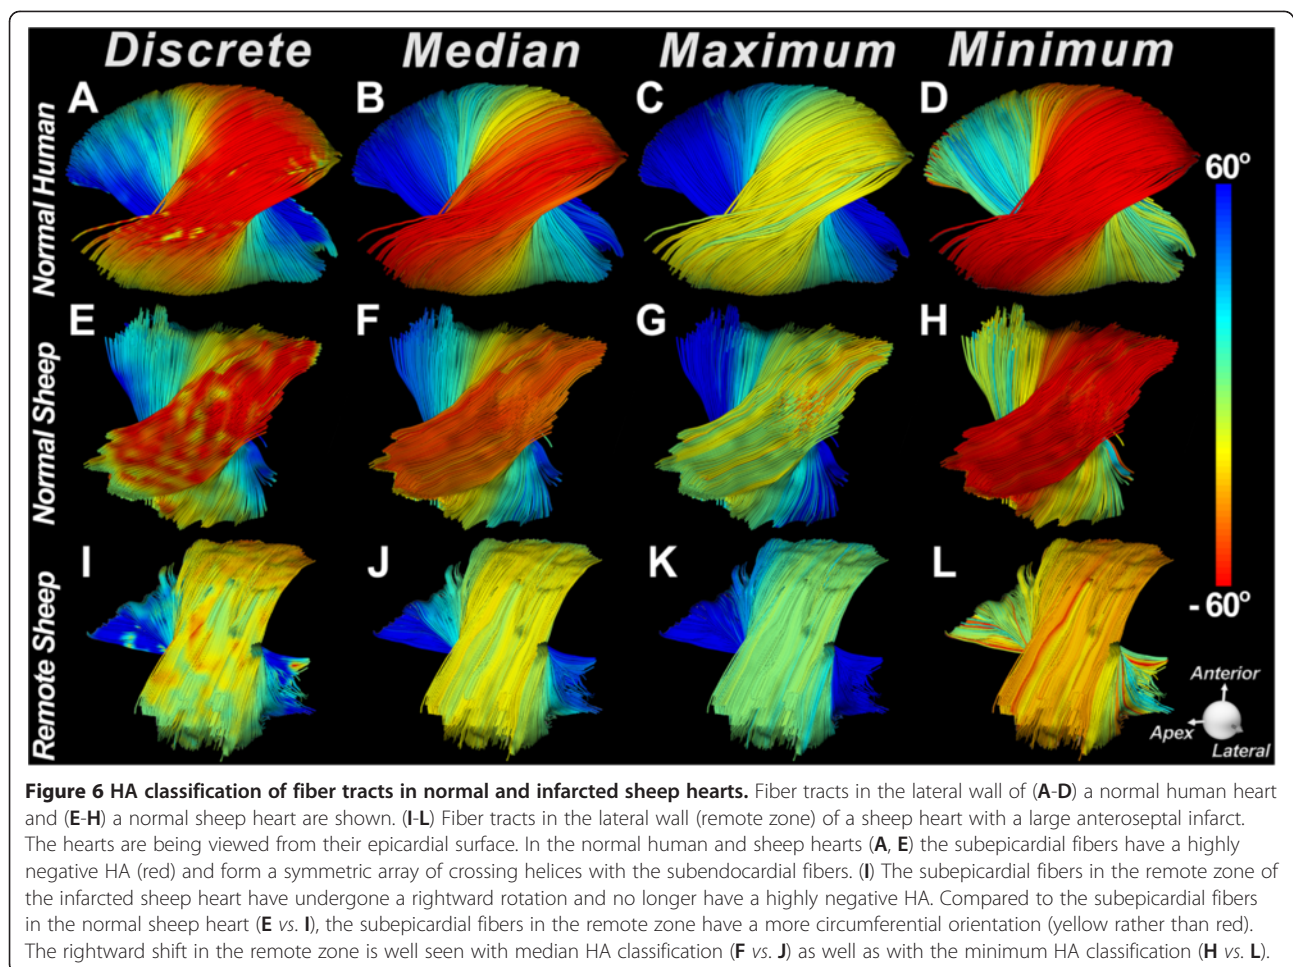 Discrete Median Maximum Minimum
Normal Human
A B C D
60°
Normal Sheep
E F G H
Remote Sheep
I J K L
-60°
Anterior
Apex
Lateral
Figure 6 HA classification of fiber tracts in normal and infarcted sheep hearts. Fiber tracts in the lateral wall of (A-D) a normal human heart
and (E-H) a normal sheep heart are shown. (I-L) Fiber tracts in the lateral wall (remote zone) of a sheep heart with a large anteroseptal infarct.
The hearts are being viewed from their epicardial surface. In the normal human and sheep hearts (A, E) the subepicardial fibers have a highly
negative HA (red) and form a symmetric array of crossing helices with the subendocardial fibers. (I) The subepicardial fibers in the remote zone of
the infarcted sheep heart have undergone a rightward rotation and no longer have a highly negative HA. Compared to the subepicardial fibers
in the normal sheep heart (E vs. I), the subepicardial fibers in the remote zone have a more circumferential orientation (yellow rather than red).
The rightward shift in the remote zone is well seen with median HA classification (F vs. J) as well as with the minimum HA classification (H vs. L).